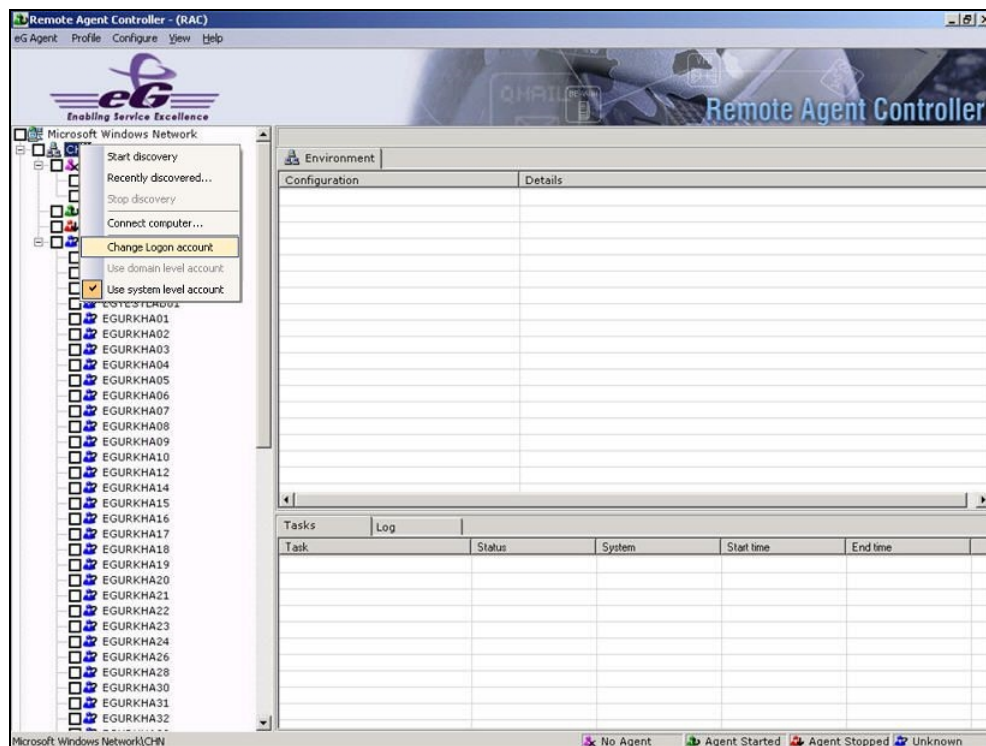 Remote Agent Controller - (RAC)
eG Agent Profile Configure View Help
eG
Enabling Service Excellence
Remote Agent Controller
Microsoft Windows Network
Start discovery
Recently discovered...
Stop discovery
Connect computer...
Change Logon account
Use domain level account
Use system level account
EGTESTLAB01
EGURKHA01
EGURKHA02
EGURKHA03
EGURKHA04
EGURKHA05
EGURKHA06
EGURKHA07
EGURKHA08
EGURKHA09
EGURKHA10
EGURKHA12
EGURKHA14
EGURKHA15
EGURKHA16
EGURKHA17
EGURKHA18
EGURKHA19
EGURKHA20
EGURKHA21
EGURKHA22
EGURKHA23
EGURKHA24
EGURKHA26
EGURKHA28
EGURKHA30
EGURKHA31
EGURKHA32
Environment
Configuration Details
Tasks Log
Task Status System Start time End time
Microsoft Windows Network\CHN
No Agent Agent Started Agent Stopped Unknown